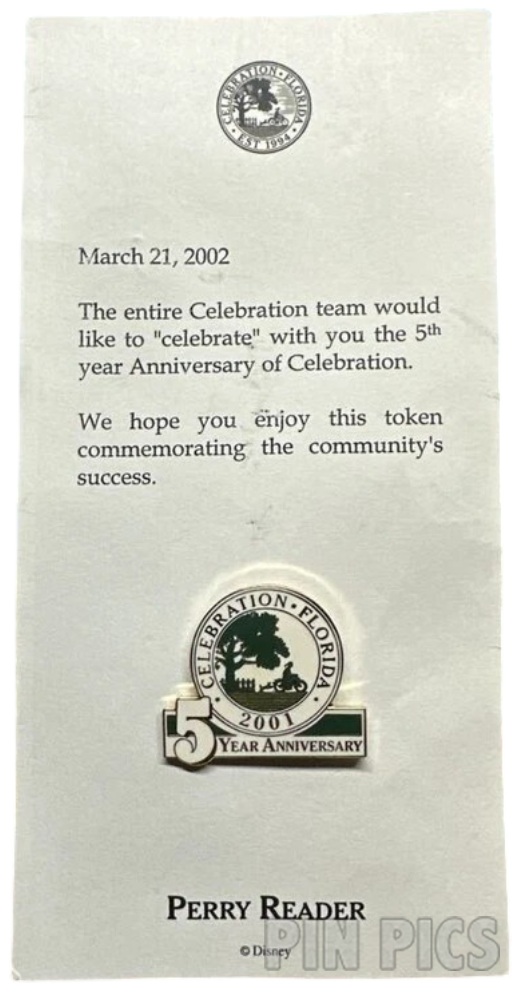 CELEBRATION · FLORIDA
· EST 1994 ·
March 21, 2002
The entire Celebration team would
like to "celebrate" with you the 5th
year Anniversary of Celebration.
We hope you enjoy this token
commemorating the community's
success.
· CELEBRATION · FLORIDA ·
2001
5 YEAR ANNIVERSARY
PERRY READER
© Disney
PIN PICS